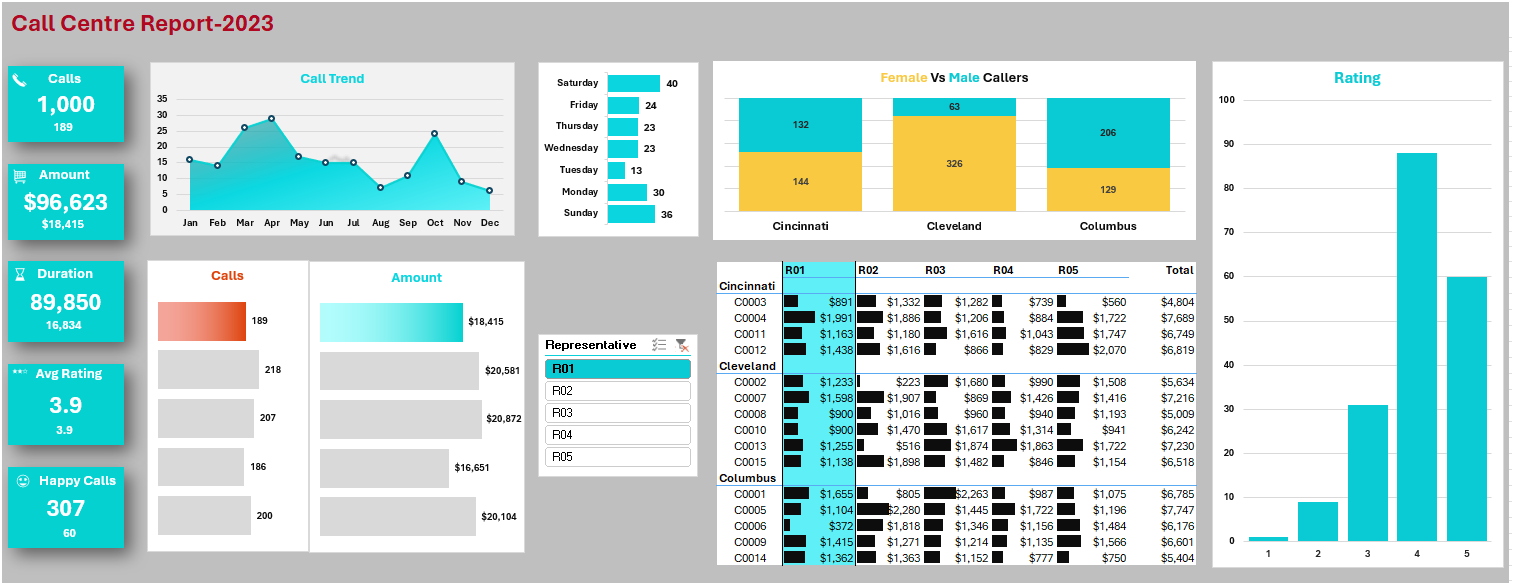 Call Centre Report-2023
Calls
1,000
189
Amount
$96,623
$18,415
Duration
89,850
16,834
Avg Rating
3.9
3.9
Happy Calls
307
60
Call Trend
35
30
25
20
15
10
5
0
Jan Feb Mar Apr May Jun Jul Aug Sep Oct Nov Dec
Saturday 40
Friday 24
Thursday 23
Wednesday 23
Tuesday 13
Monday 30
Sunday 36
Female Vs Male Callers
132 63 206
144 326 129
Cincinnati Cleveland Columbus
Calls
189
218
207
186
200
Amount
$18,415
$20,581
$20,872
$16,651
$20,104
Representative
R01
R02
R03
R04
R05
R01 R02 R03 R04 R05 Total
Cincinnati
C0003 $891 $1,332 $1,282 $739 $560 $4,804
C0004 $1,991 $1,886 $1,206 $884 $1,722 $7,689
C0011 $1,163 $1,180 $1,616 $1,043 $1,747 $6,749
C0012 $1,438 $1,616 $866 $829 $2,070 $6,819
Cleveland
C0002 $1,233 $223 $1,680 $990 $1,508 $5,634
C0007 $1,598 $1,907 $869 $1,426 $1,416 $7,216
C0008 $900 $1,016 $960 $940 $1,193 $5,009
C0010 $900 $1,470 $1,617 $1,314 $941 $6,242
C0013 $1,255 $516 $1,874 $1,863 $1,722 $7,230
C0015 $1,138 $1,898 $1,482 $846 $1,154 $6,518
Columbus
C0001 $1,655 $805 $2,263 $987 $1,075 $6,785
C0005 $1,104 $2,280 $1,445 $1,722 $1,196 $7,747
C0006 $372 $1,818 $1,346 $1,156 $1,484 $6,176
C0009 $1,415 $1,271 $1,214 $1,135 $1,566 $6,601
C0014 $1,362 $1,363 $1,152 $777 $750 $5,404
Rating
100
90
80
70
60
50
40
30
20
10
0
1 2 3 4 5